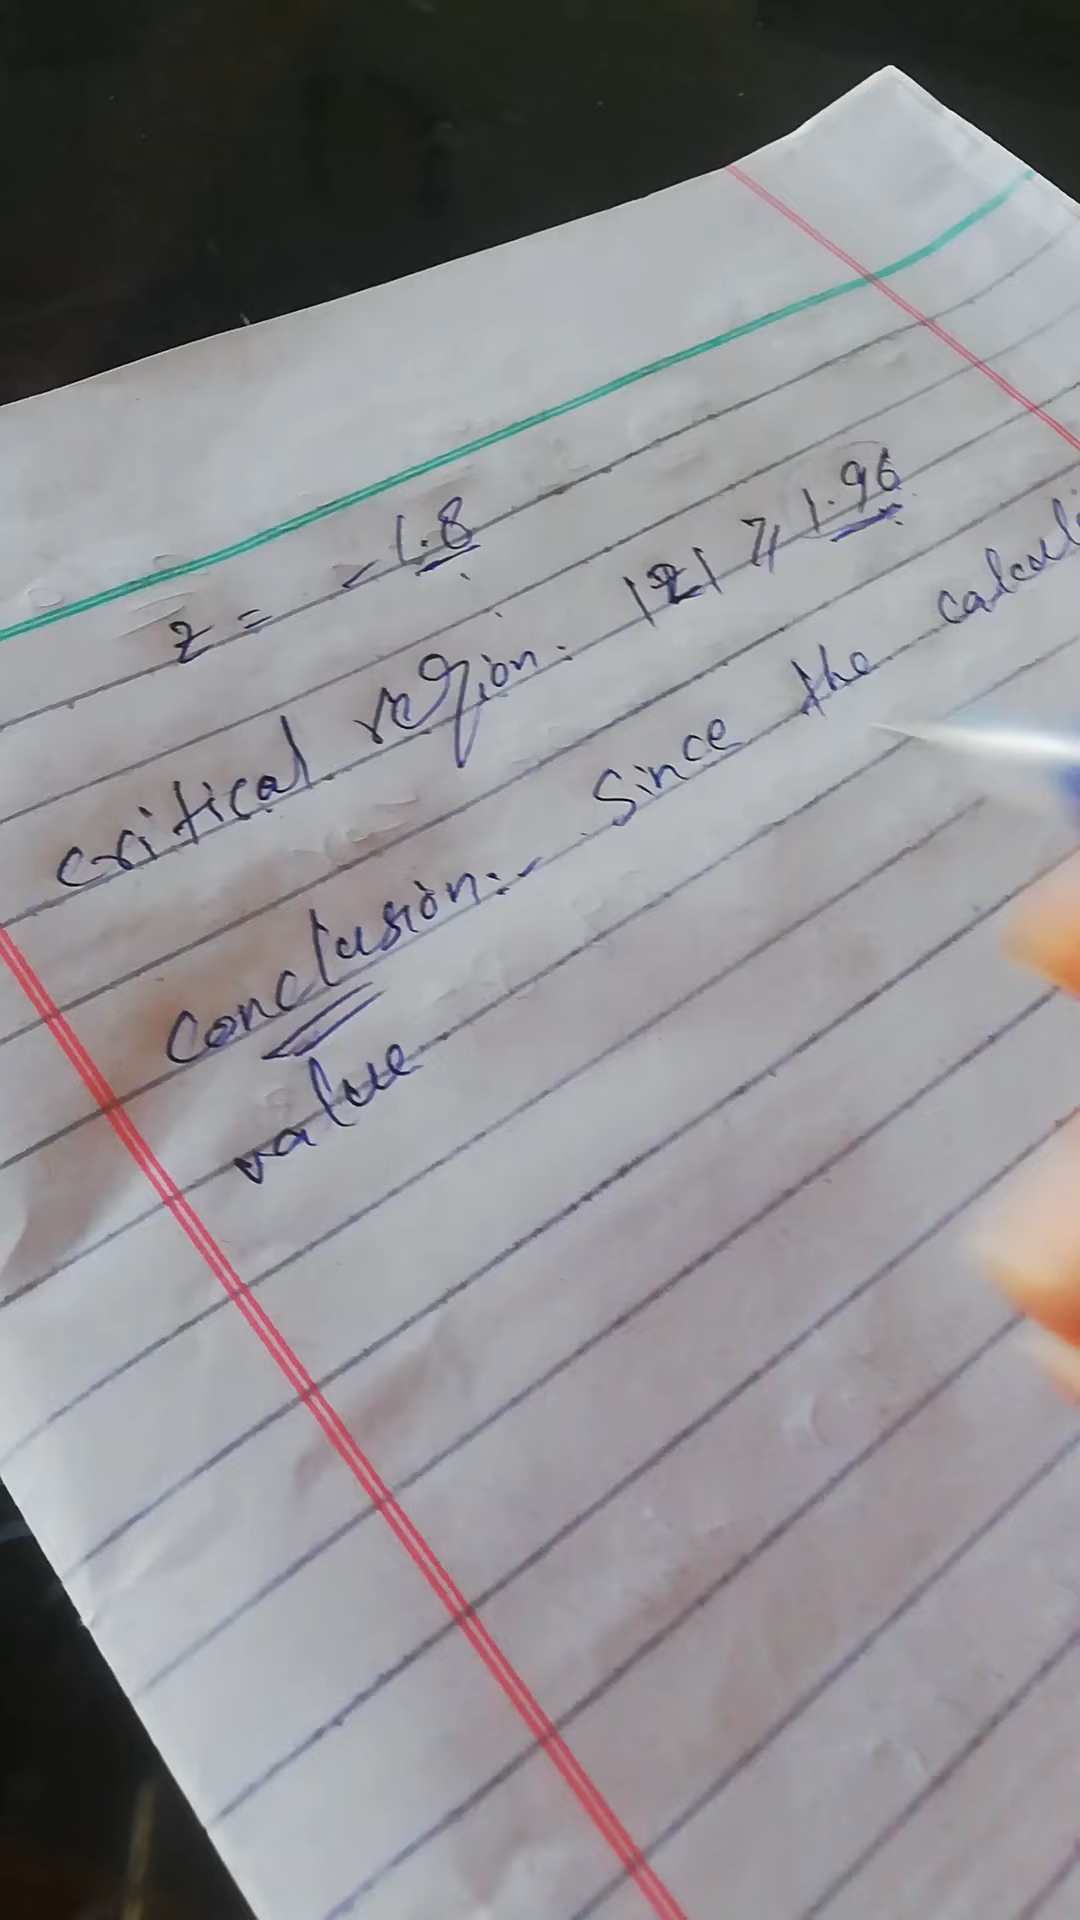 z = -1.8
critical region. |z| ≥ 1.96
Conclusion:- Since the
value